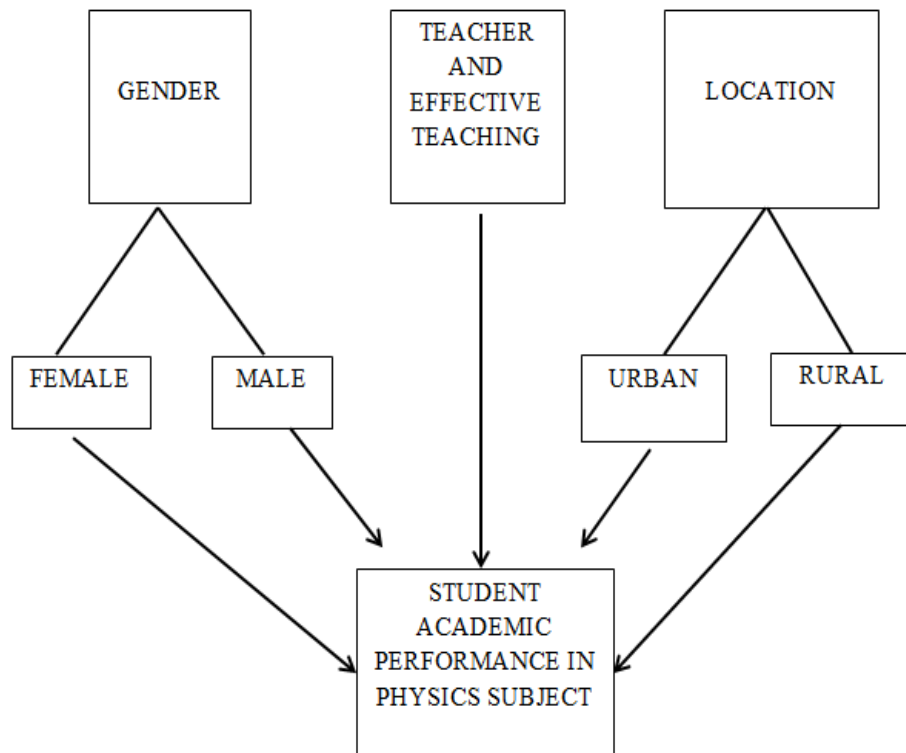 GENDER
TEACHER
AND
EFFECTIVE
TEACHING
LOCATION
FEMALE
MALE
URBAN
RURAL
STUDENT
ACADEMIC
PERFORMANCE IN
PHYSICS SUBJECT